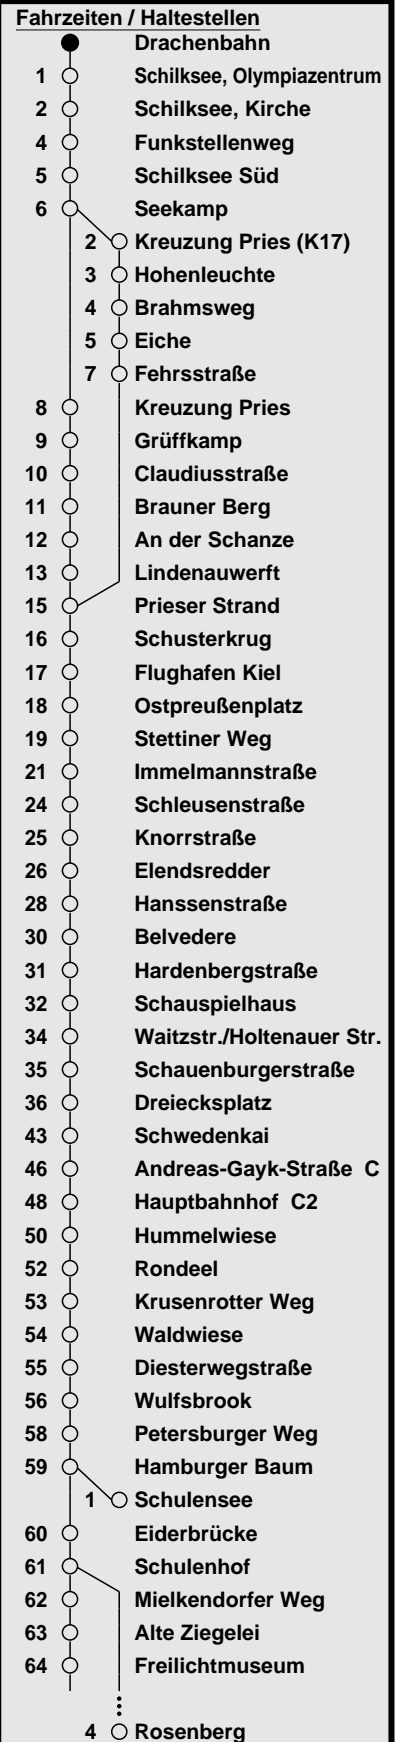 Fahrzeiten / Haltestellen
Drachenbahn
1 Schilksee, Olympiazentrum
2 Schilksee, Kirche
4 Funkstellenweg
5 Schilksee Süd
6 Seekamp
2 Kreuzung Pries (K17)
3 Hohenleuchte
4 Brahmsweg
5 Eiche
7 Fehrsstraße
8 Kreuzung Pries
9 Grüffkamp
10 Claudiusstraße
11 Brauner Berg
12 An der Schanze
13 Lindenauwerft
15 Prieser Strand
16 Schusterkrug
17 Flughafen Kiel
18 Ostpreußenplatz
19 Stettiner Weg
21 Immelmannstraße
24 Schleusenstraße
25 Knorrstraße
26 Elendsredder
28 Hanssenstraße
30 Belvedere
31 Hardenbergstraße
32 Schauspielhaus
34 Waitzstr./Holtenauer Str.
35 Schauenburgerstraße
36 Dreiecksplatz
43 Schwedenkai
46 Andreas-Gayk-Straße C
48 Hauptbahnhof C2
50 Hummelwiese
52 Rondeel
53 Krusenrotter Weg
54 Waldwiese
55 Diesterwegstraße
56 Wulfsbrook
58 Petersburger Weg
59 Hamburger Baum
1 Schulensee
60 Eiderbrücke
61 Schulenhof
62 Mielkendorfer Weg
63 Alte Ziegelei
64 Freilichtmuseum
4 Rosenberg